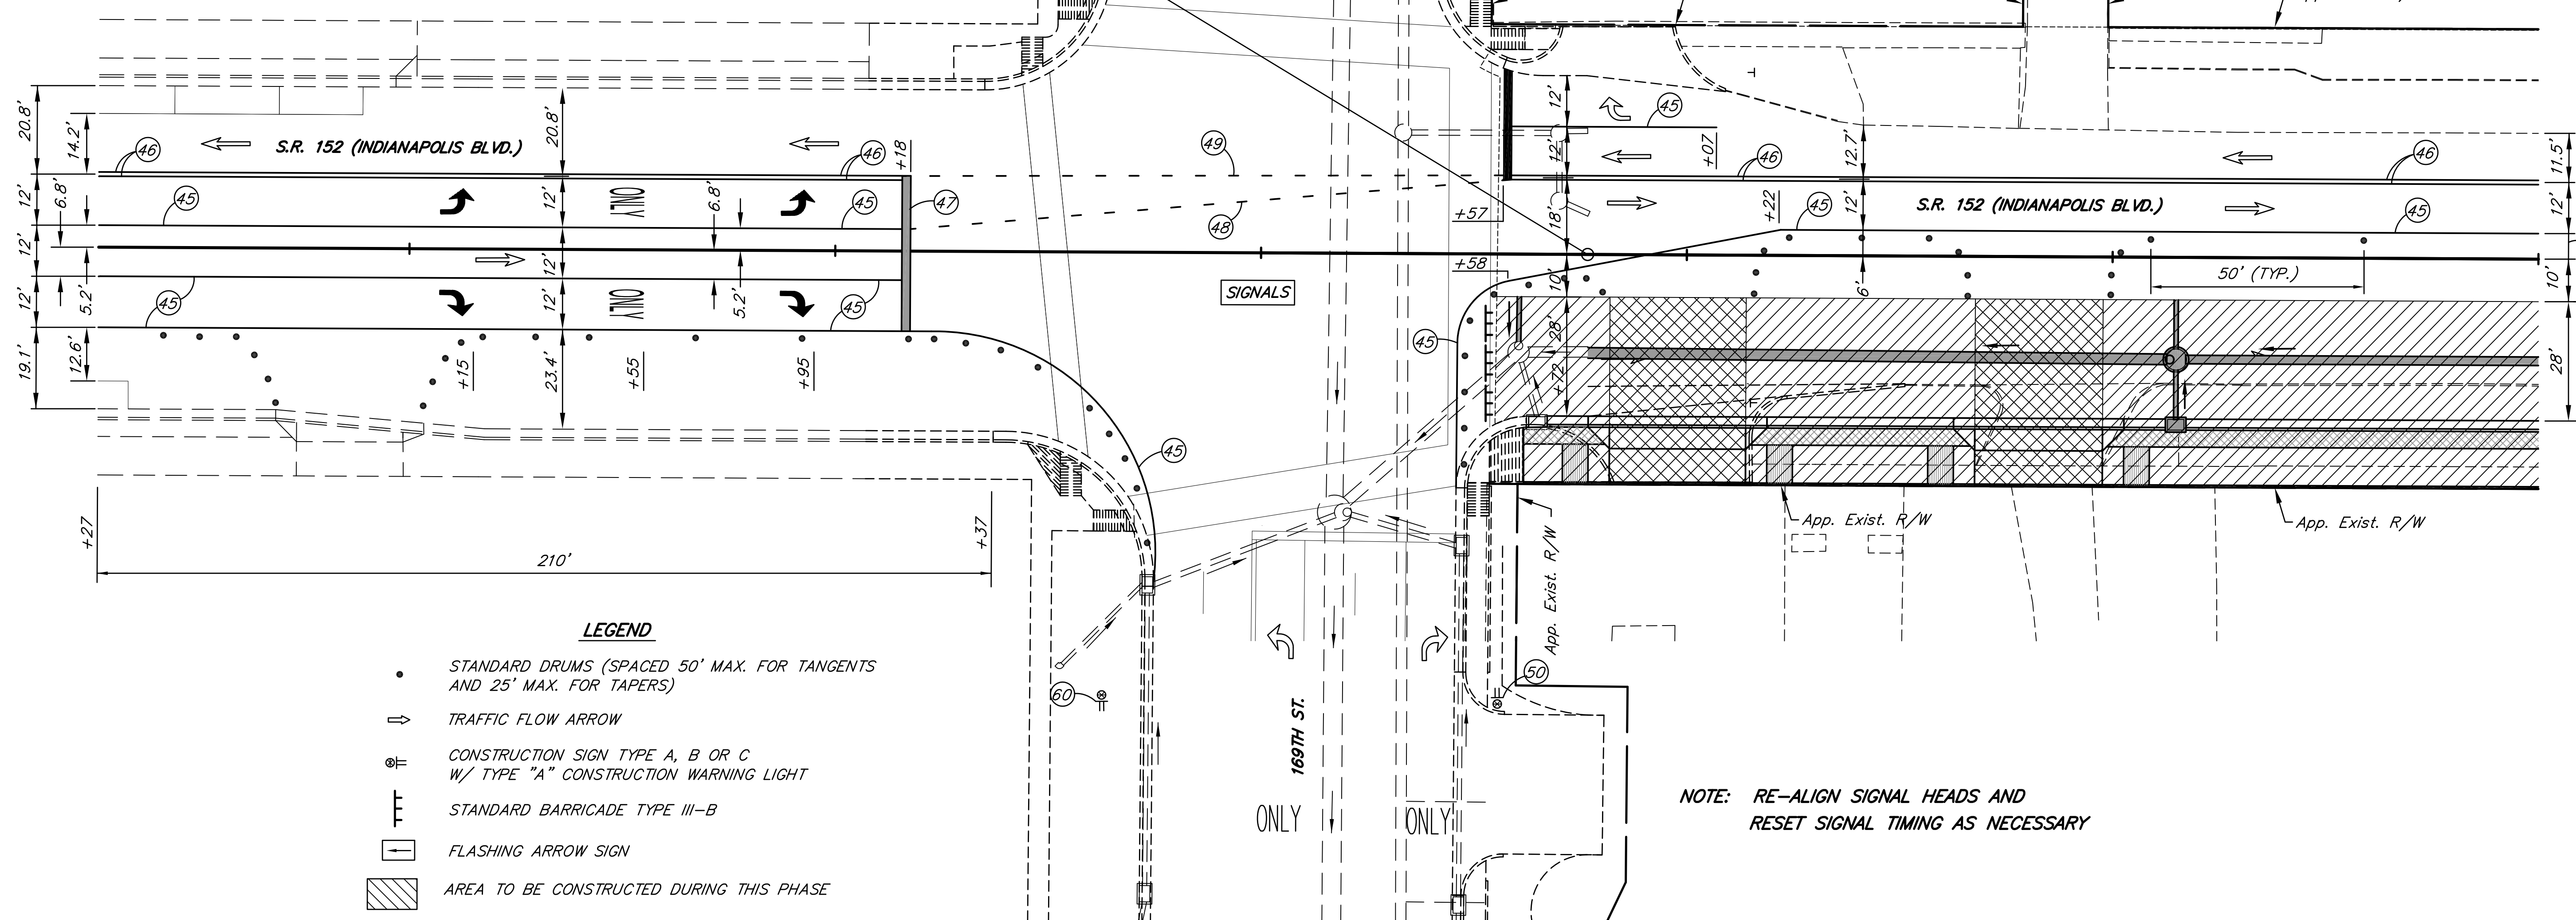 20.8'
14.2'
46
S.R. 152 (INDIANAPOLIS BLVD.)
20.8'
46
+18
49
12'
12'
45
+07
12.7'
46
46
11.5'
12'
6.8'
45
12'
ONLY
6.8'
45
47
48
+57
18'
+22
12'
45
S.R. 152 (INDIANAPOLIS BLVD.)
45
12'
12'
12'
SIGNALS
+58
10'
6'
50' (TYP.)
10'
12'
5.2'
45
12'
ONLY
5.2'
45
45
28'
+72
28'
19.1'
12.6'
+15
23.4'
+55
+95
45
+27
+37
210'
App. Exist. R/W
App. Exist. R/W
App. Exist. R/W
LEGEND
STANDARD DRUMS (SPACED 50' MAX. FOR TANGENTS
AND 25' MAX. FOR TAPERS)
TRAFFIC FLOW ARROW
CONSTRUCTION SIGN TYPE A, B OR C
W/ TYPE "A" CONSTRUCTION WARNING LIGHT
STANDARD BARRICADE TYPE III-B
FLASHING ARROW SIGN
AREA TO BE CONSTRUCTED DURING THIS PHASE
60
50
169TH ST.
ONLY
ONLY
NOTE: RE-ALIGN SIGNAL HEADS AND
RESET SIGNAL TIMING AS NECESSARY